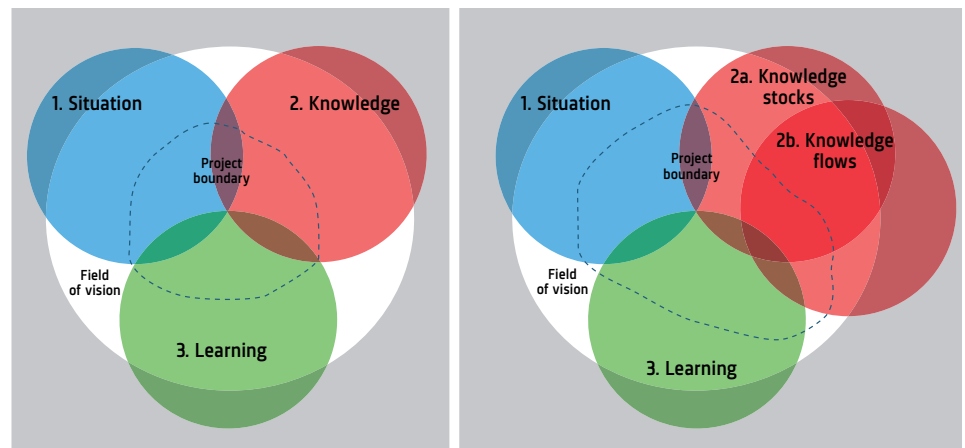 1. Situation
2. Knowledge
Project
boundary
Field
of vision
3. Learning
1. Situation
2a. Knowledge
stocks
2b. Knowledge
flows
Project
boundary
Field
of vision
3. Learning